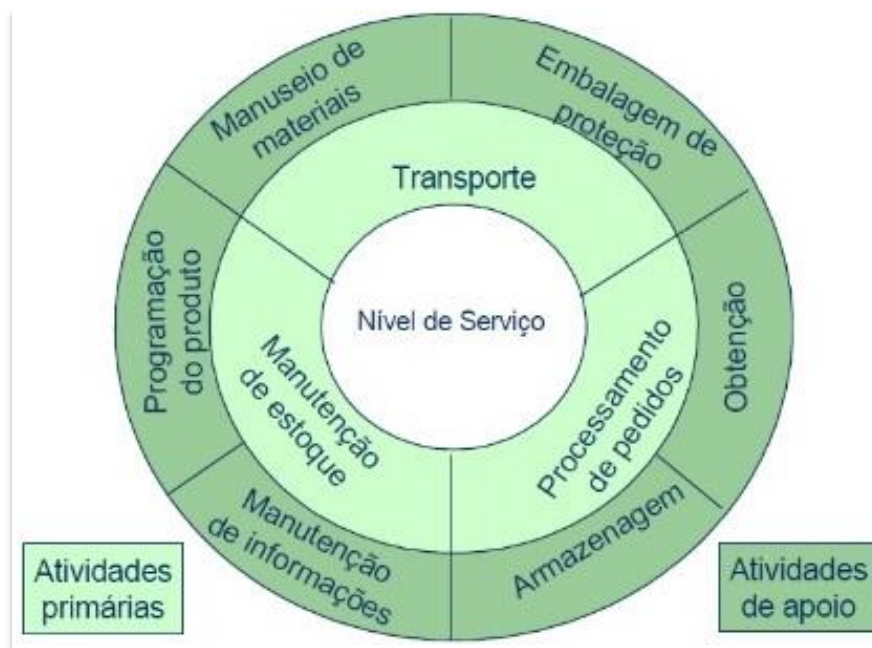 Manuseio de
materiais
Embalagem de
proteção
Transporte
Programação
do produto
Nível de Serviço
Obtenção
Manutenção
de estoque
Processamento
de pedidos
Manutenção
de informações
Armazenagem
Atividades
primárias
Atividades
de apoio